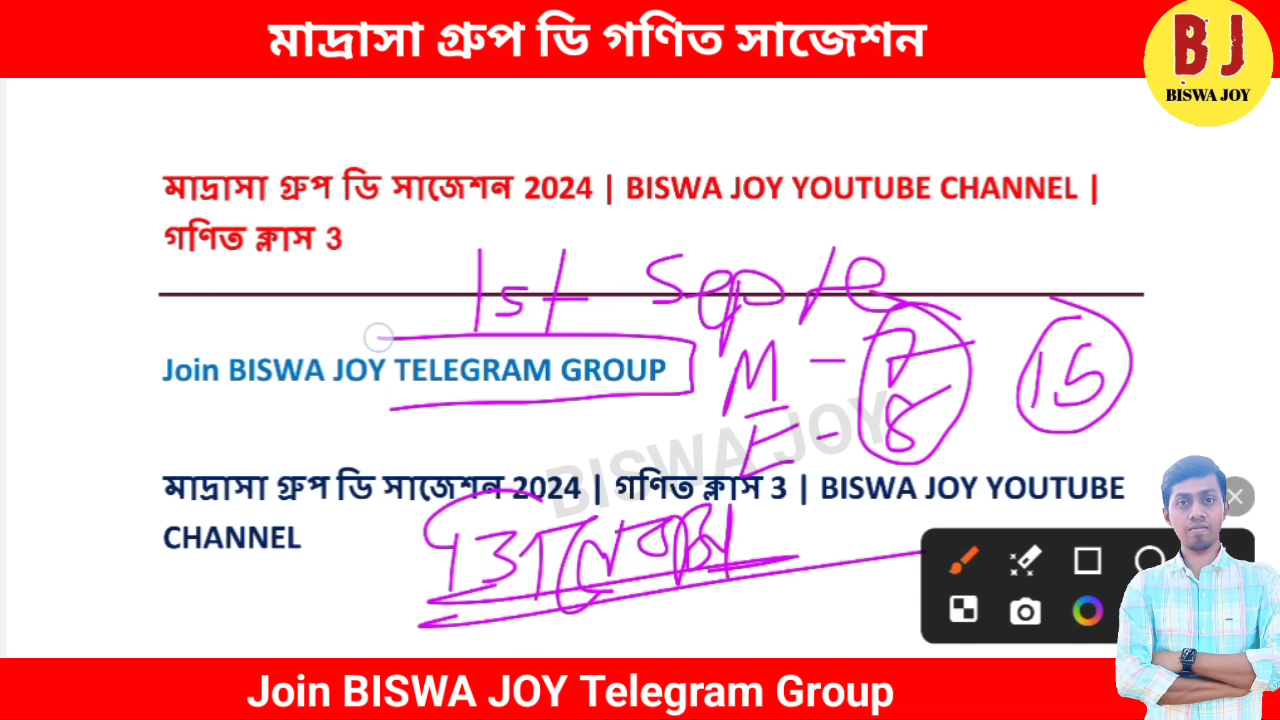 মাদ্রাসা গ্রুপ ডি গণিত সাজেশন
BJ
BISWA JOY
মাদ্রাসা গ্রুপ ডি সাজেশন 2024 | BISWA JOY YOUTUBE CHANNEL |
গণিত ক্লাস 3
1st Septe
Join BISWA JOY TELEGRAM GROUP
M -
15
E - 8
BISWA JOY
মাদ্রাসা গ্রুপ ডি সাজেশন 2024 | গণিত ক্লাস 3 | BISWA JOY YOUTUBE
CHANNEL
Join BISWA JOY Telegram Group